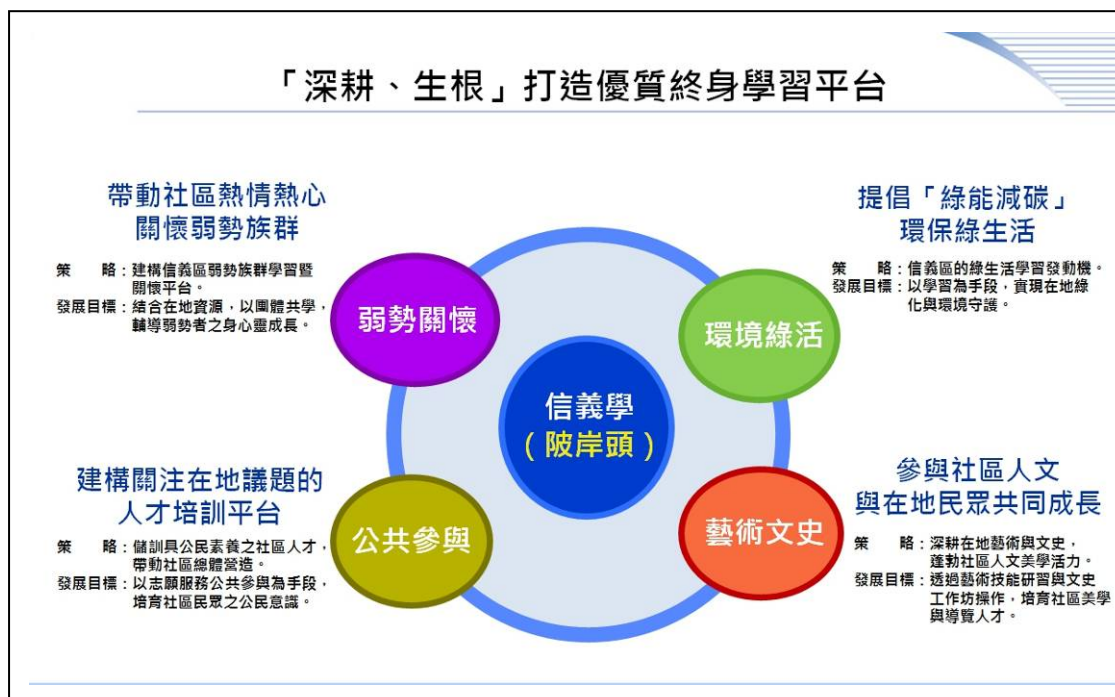 「深耕、生根」打造優質終身學習平台
帶動社區熱情熱心
關懷弱勢族群
策　　略：建構信義區弱勢族群學習暨
關懷平台。
發展目標：結合在地資源，以團體共學，
輔導弱勢者之身心靈成長。
提倡「綠能減碳」
環保綠生活
策　　略：信義區的綠生活學習發動機。
發展目標：以學習為手段，實現在地綠
化與環境守護。
弱勢關懷
環境綠活
信義學
（陂岸頭）
建構關注在地議題的
人才培訓平台
策　　略：儲訓具公民素養之社區人才，
帶動社區總體營造。
發展目標：以志願服務公共參與為手段，
培育社區民眾之公民意識。
公共參與
藝術文史
參與社區人文
與在地民眾共同成長
策　　略：深耕在地藝術與文史，
蓬勃社區人文美學活力。
發展目標：透過藝術技能研習與文史
工作坊操作，培育社區美學
與導覽人才。